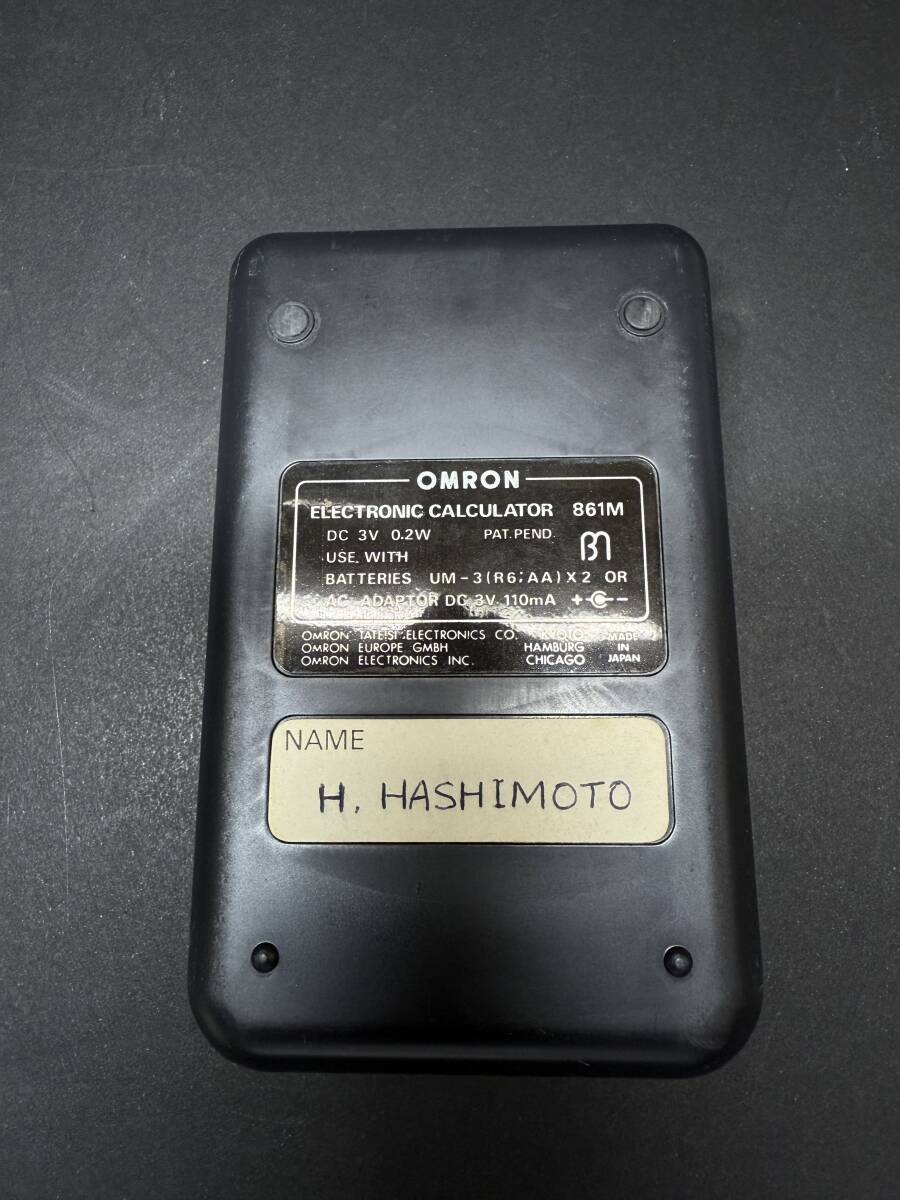 OMRON
ELECTRONIC CALCULATOR 861M
DC 3V 0.2W PAT.PEND.
USE WITH
BATTERIES UM-3(R6;AA)X2 OR
AC ADAPTOR DC 3V 110mA + -
OMRON TATEISI ELECTRONICS CO. KYOTO MADE
OMRON EUROPE GMBH HAMBURG IN
OMRON ELECTRONICS INC. CHICAGO JAPAN
NAME
H. HASHIMOTO